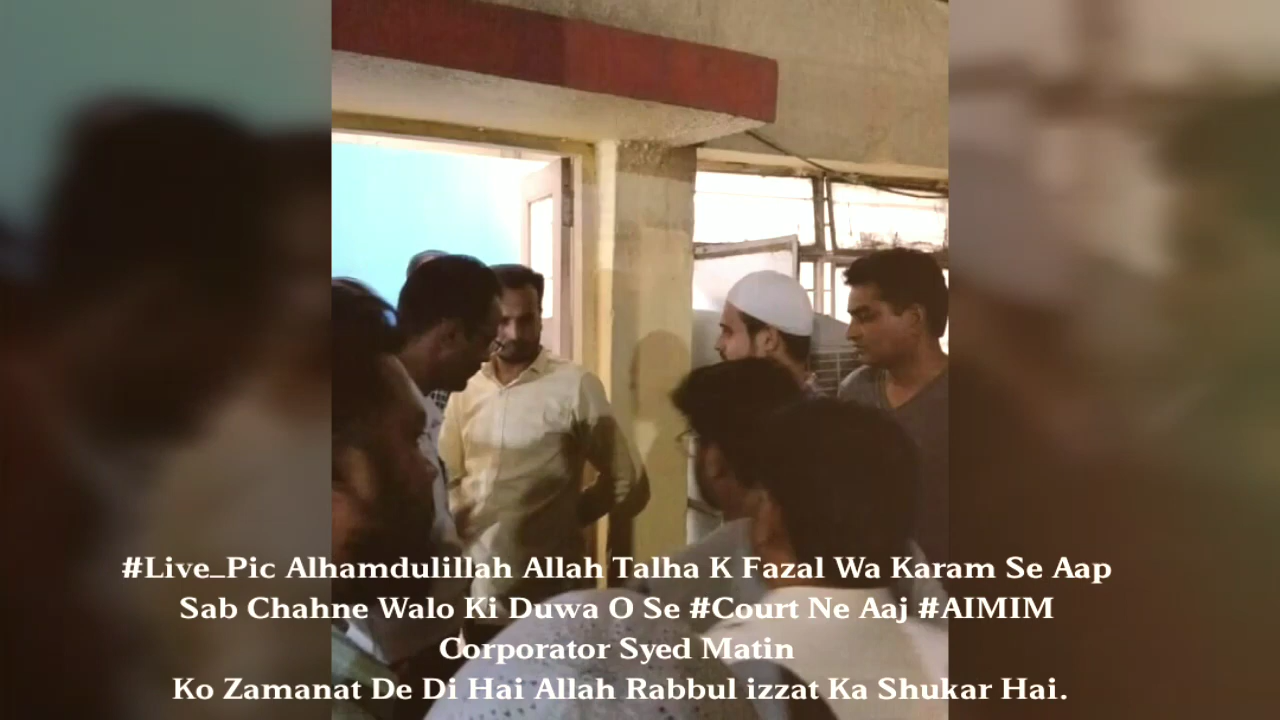 #Live_Pic Alhamdulillah Allah Talha K Fazal Wa Karam Se Aap
Sab Chahne Walo Ki Duwa O Se #Court Ne Aaj #AIMIM
Corporator Syed Matin
Ko Zamanat De Di Hai Allah Rabbul izzat Ka Shukar Hai.